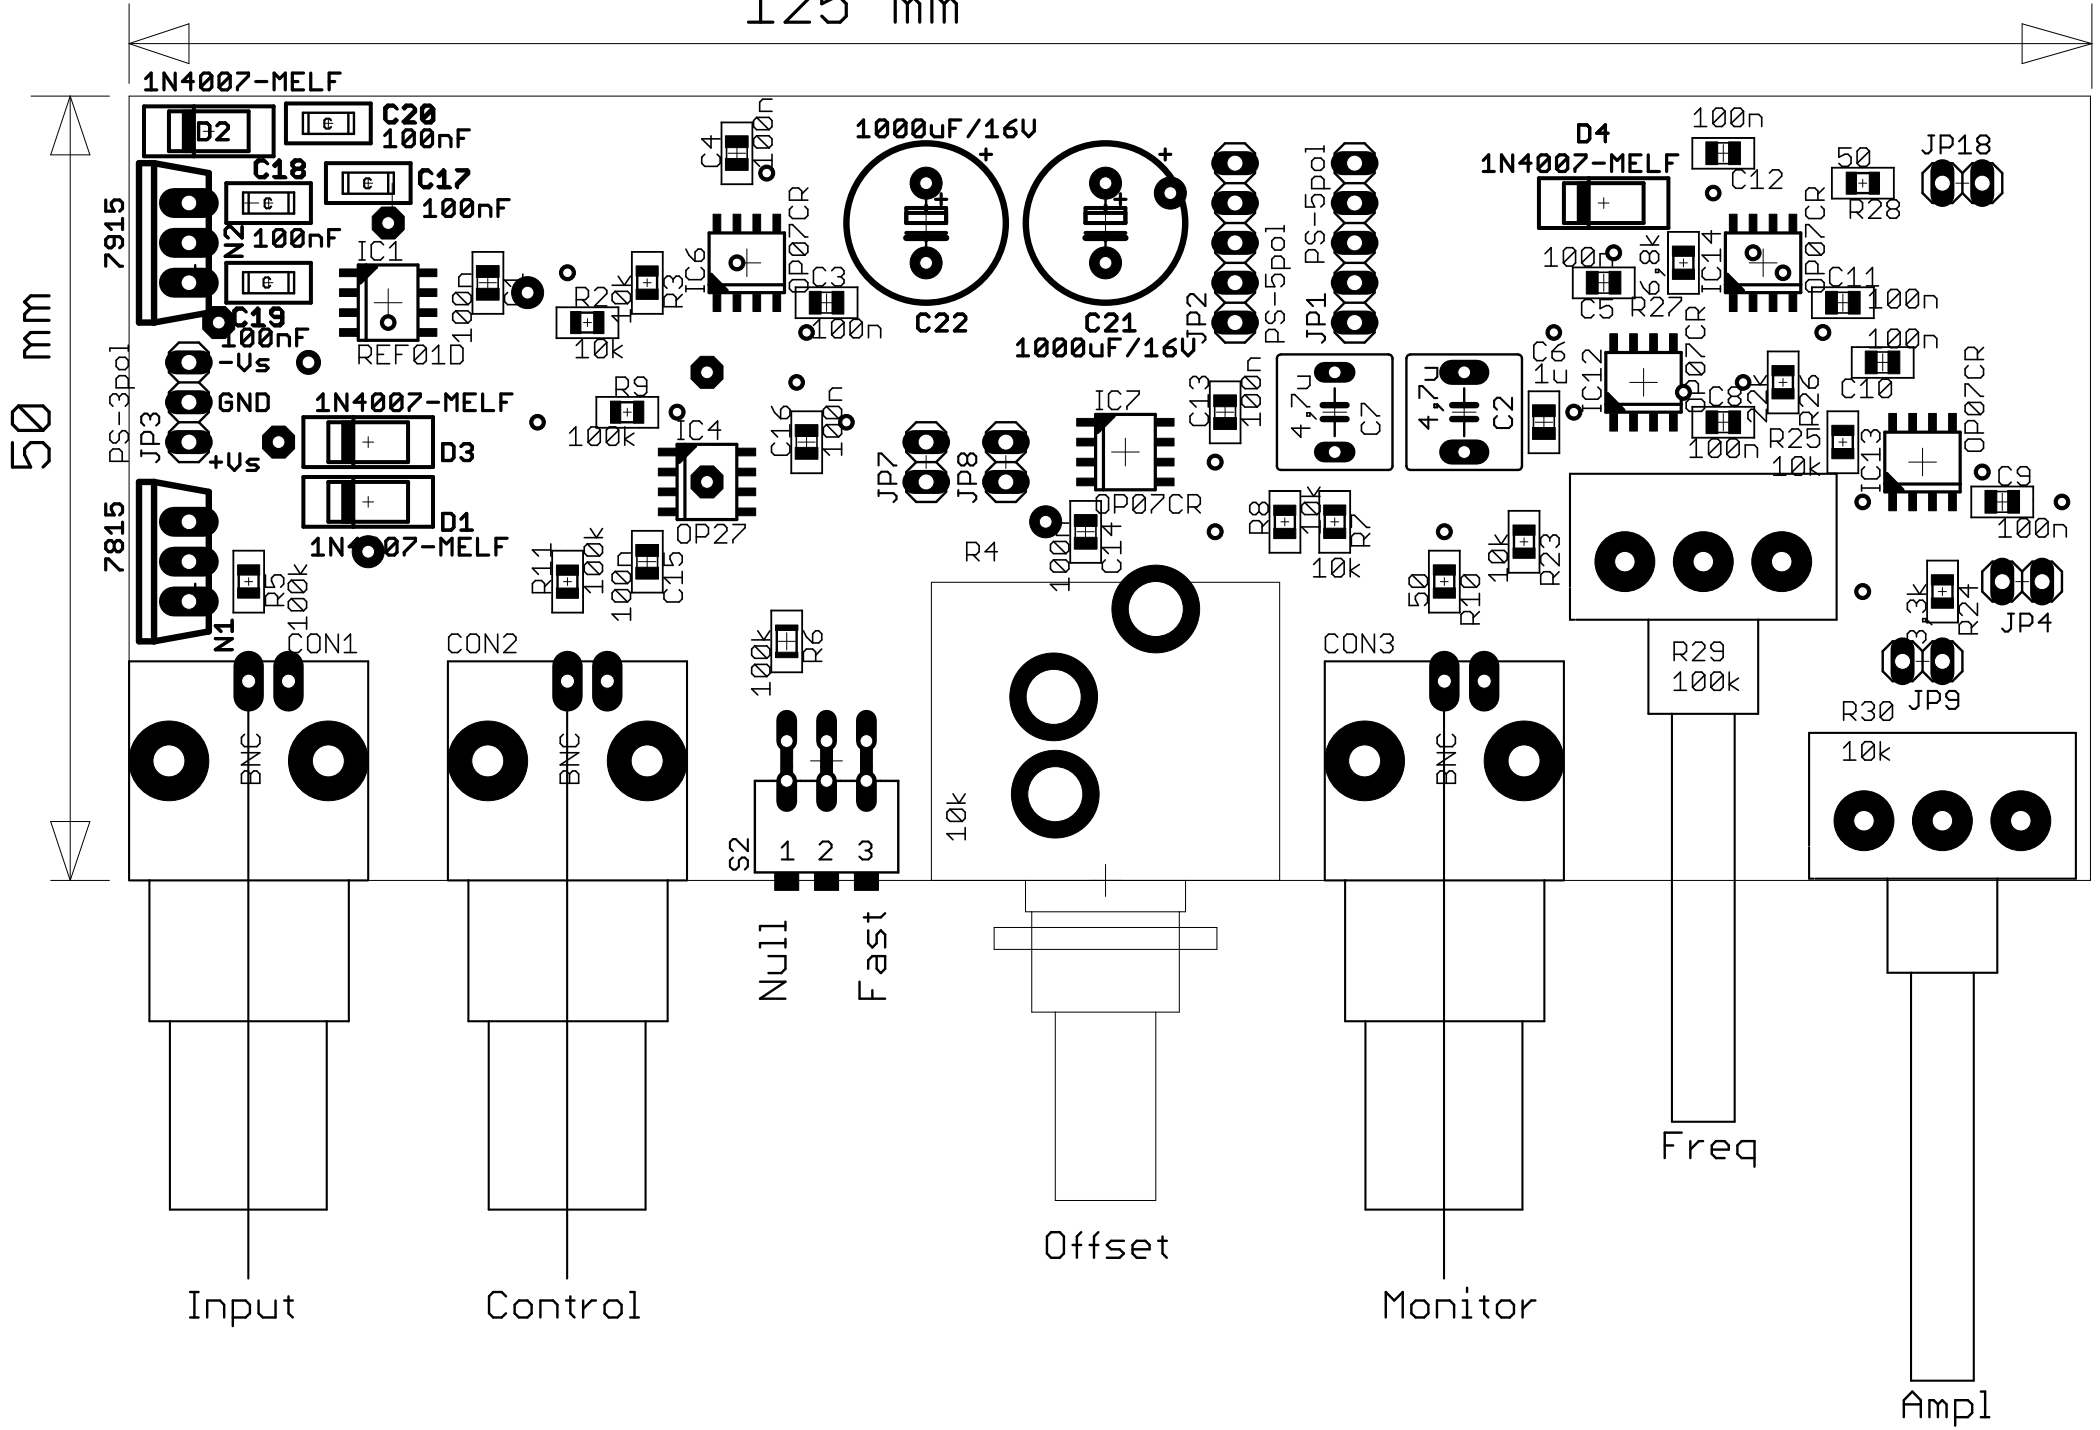 125 mm
50 mm
1N4007-MELF
D2
C20
100nF
C18
100nF
C17
100nF
7915
N2
C19
100nF
IC1
REF01D
100n
R2
10k
10k
R3
C4
100n
IC6
OP07CR
C3
100n
1000uF/16V
+
+
C22
+
+
C21
1000uF/16V
JP2
PS-5pol
JP1
PS-5pol
D4
1N4007-MELF
100n
C12
50
R28
JP18
100n
C5
6,8k
R27
IC14
OP07CR
C11
100n
100n
C10
PS-3pol
JP3
-Vs
GND
+Vs
1N4007-MELF
D3
D1
1N4007-MELF
R9
100k
IC4
OP27
C16
100n
JP7
JP8
IC7
OP07CR
C13
100n
4,7u
C7
4,7u
C2
C6
1u
IC12
OP07CR
C8
100n
R26
R25
10k
IC13
OP07CR
C9
100n
7815
N1
R5
100k
R11
100k
100n
C15
R4
100n
C14
R8
10k
R7
10k
50
R10
10k
R23
3,3k
R24
JP4
JP9
CON1
BNC
CON2
BNC
100k
R6
S2
1 2 3
10k
CON3
BNC
R29
100k
R30
10k
Null
Fast
Input
Control
Offset
Monitor
Freq
Ampl